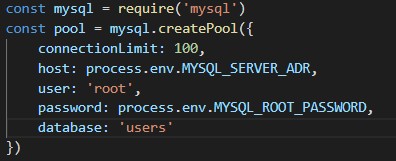 const mysql = require('mysql')
const pool = mysql.createPool({
    connectionLimit: 100,
    host: process.env.MYSQL_SERVER_ADR,
    user: 'root',
    password: process.env.MYSQL_ROOT_PASSWORD,
    database: 'users'
})